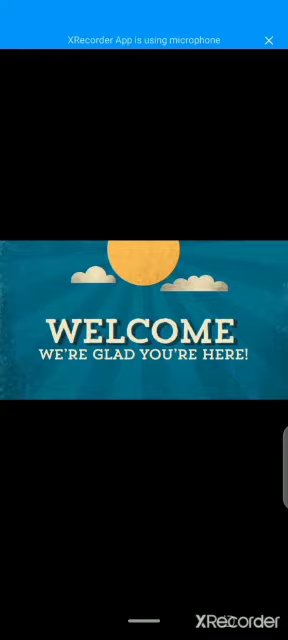 XRecorder App is using microphone
WELCOME
WE'RE GLAD YOU'RE HERE!
XRecorder